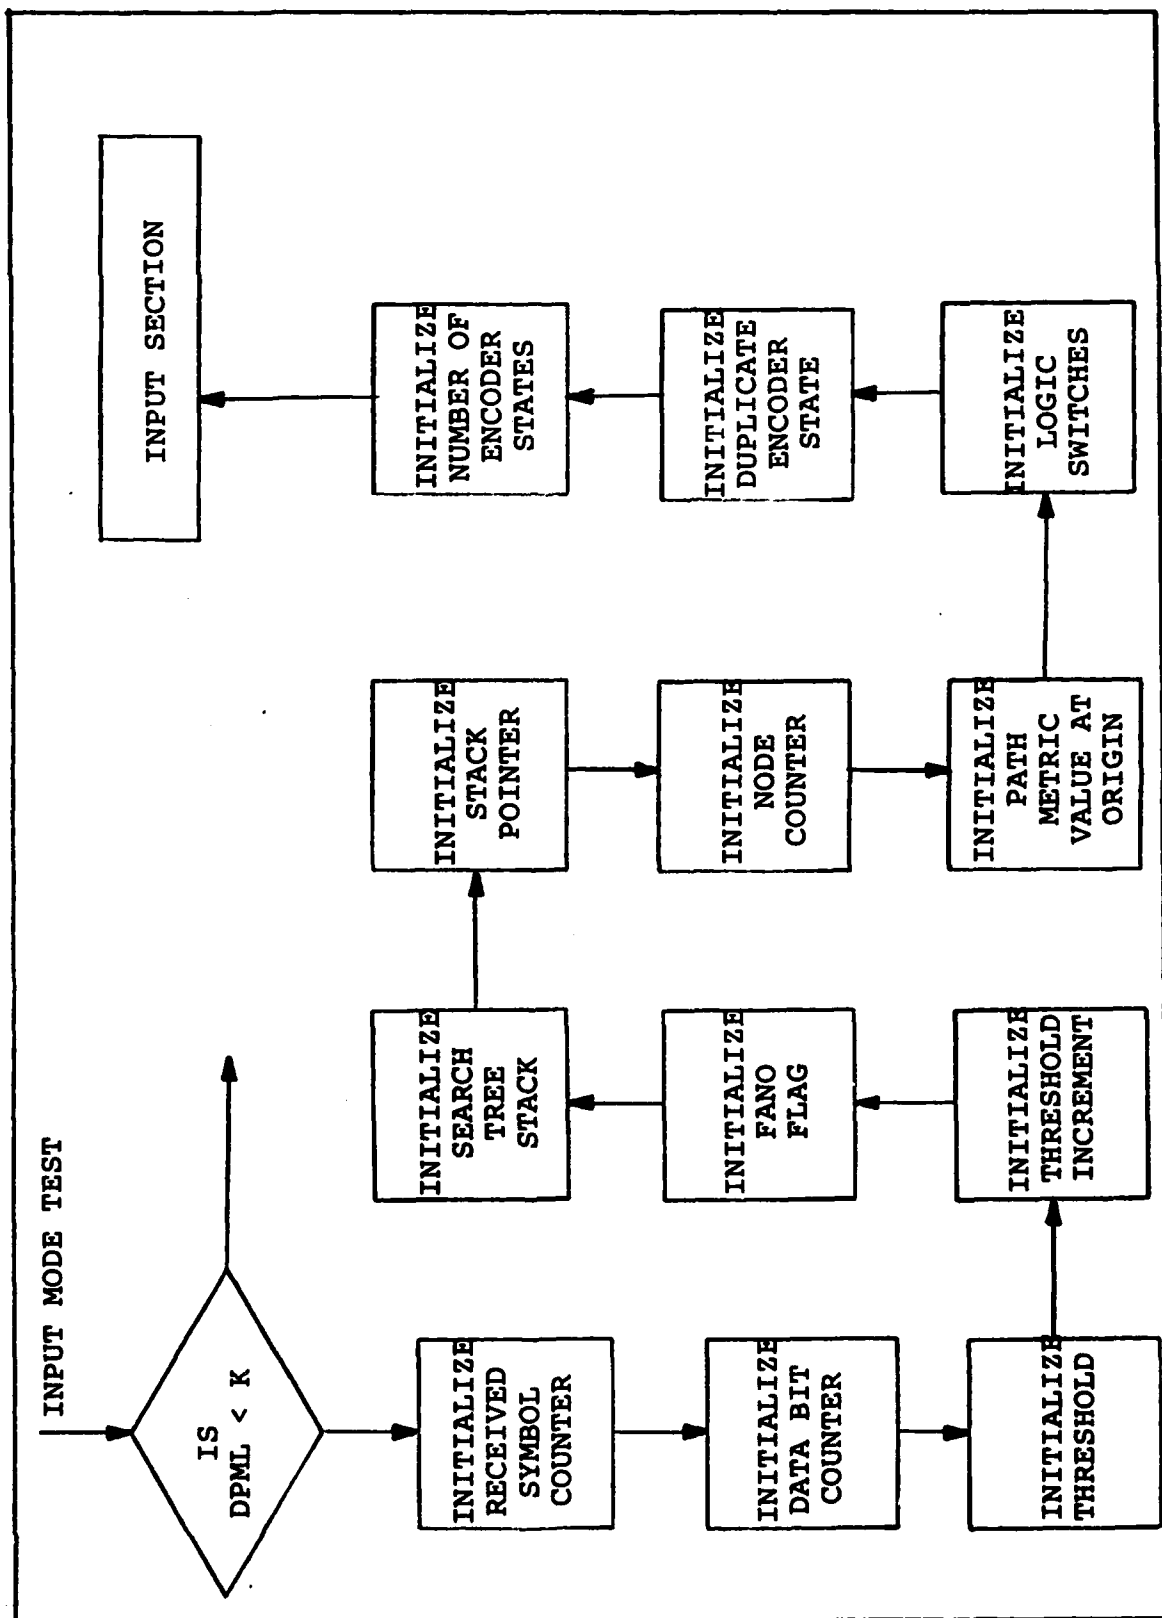 INPUT MODE TEST
IS
DPML < K
INITIALIZE
RECEIVED
SYMBOL
COUNTER
INITIALIZE
DATA BIT
COUNTER
INITIALIZE
THRESHOLD
INITIALIZE
THRESHOLD
INCREMENT
INITIALIZE
FANO
FLAG
INITIALIZE
SEARCH
TREE
STACK
INITIALIZE
STACK
POINTER
INITIALIZE
NODE
COUNTER
INITIALIZE
PATH
METRIC
VALUE AT
ORIGIN
INITIALIZE
LOGIC
SWITCHES
INITIALIZE
DUPLICATE
ENCODER
STATE
INITIALIZE
NUMBER OF
ENCODER
STATES
INPUT SECTION